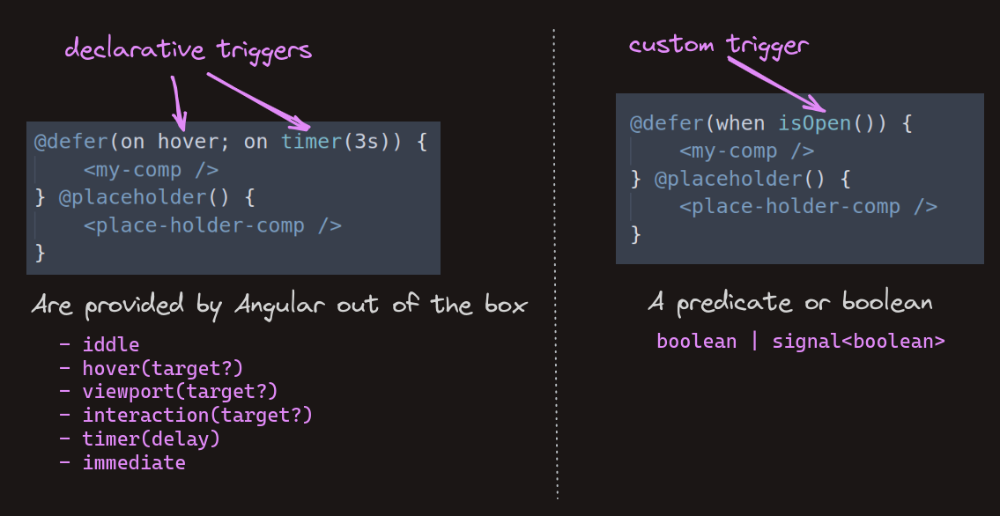 declarative triggers
@defer(on hover; on timer(3s)) {
<my-comp />
} @placeholder() {
<place-holder-comp />
}
Are provided by Angular out of the box
- iddle
- hover(target?)
- viewport(target?)
- interaction(target?)
- timer(delay)
- immediate
custom trigger
@defer(when isOpen()) {
<my-comp />
} @placeholder() {
<place-holder-comp />
}
A predicate or boolean
boolean | signal<boolean>